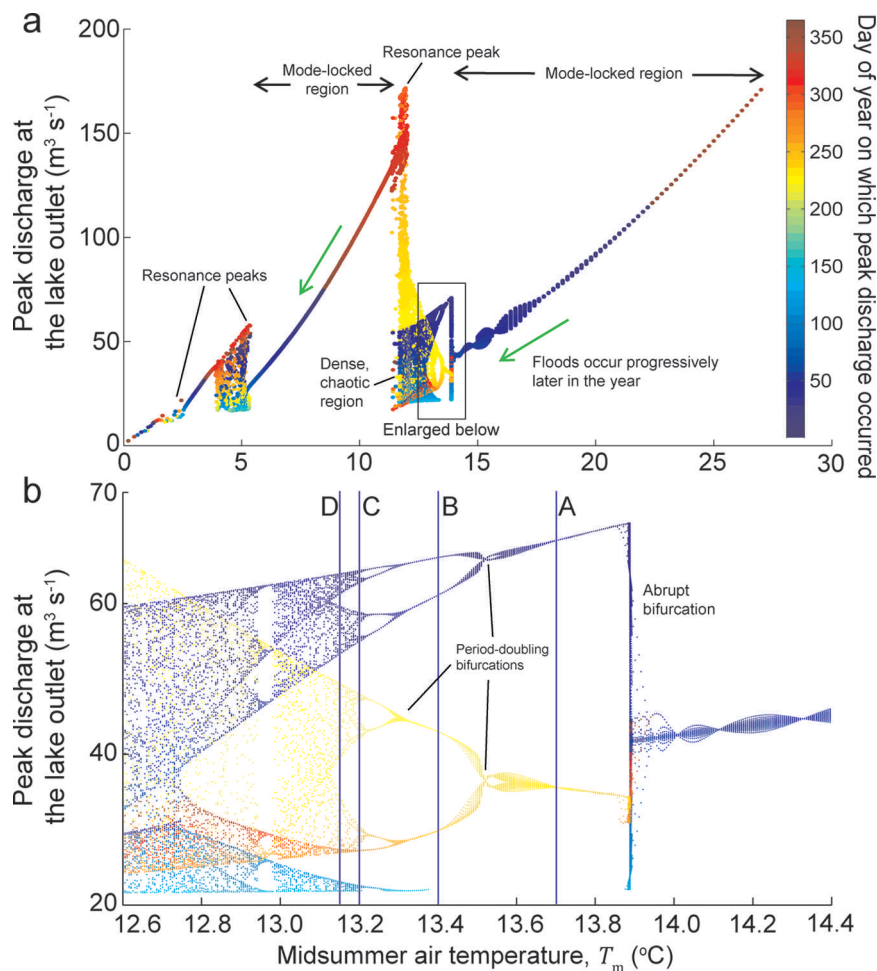 a
200
150
100
50
0
Peak discharge at
the lake outlet (m³ s⁻¹)
Resonance peak
Mode-locked
region
Mode-locked region
Resonance peaks
Dense,
chaotic
region
Floods occur progressively
later in the year
Enlarged below
0
5
10
15
20
25
30
350
300
250
200
150
100
50
Day of year on which peak discharge occurred
b
70
60
40
20
Peak discharge at
the lake outlet (m³ s⁻¹)
D
C
B
A
Abrupt
bifurcation
Period-doubling
bifurcations
12.6
12.8
13.0
13.2
13.4
13.6
13.8
14.0
14.2
14.4
Midsummer air temperature, Tₘ (ºC)